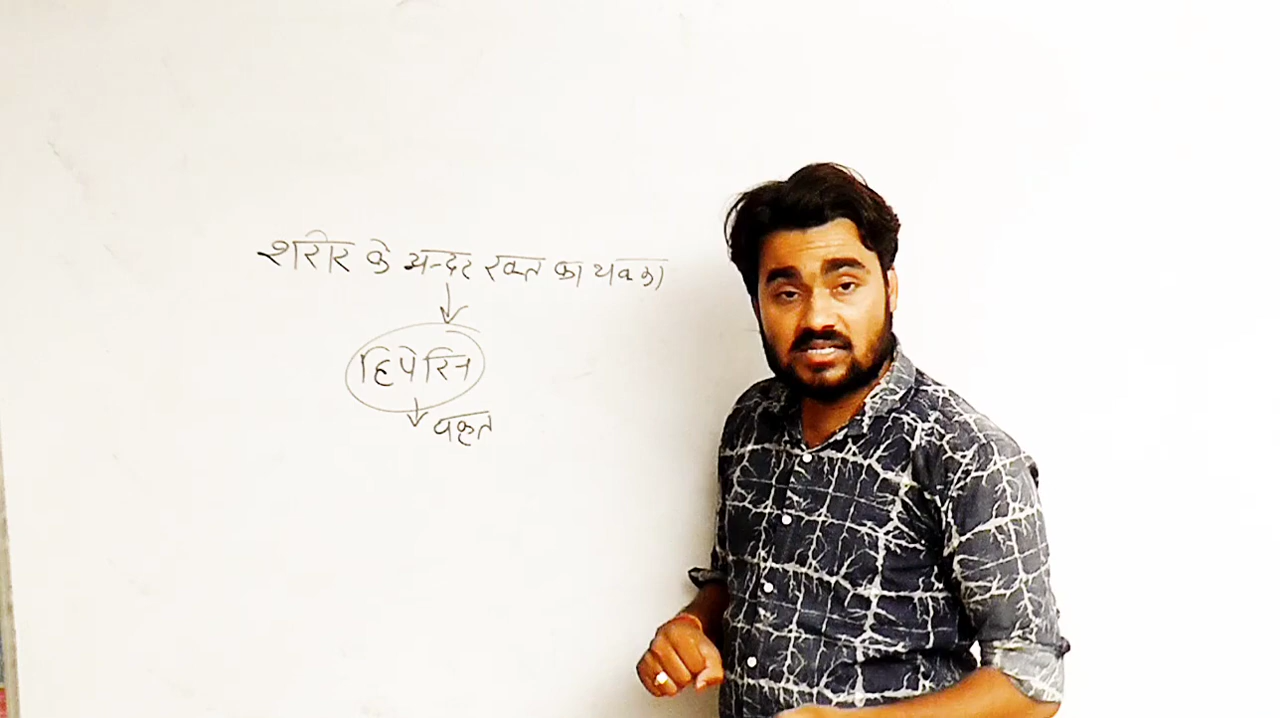 शरीर के अन्दर रक्त का थक्का
हिपेरिन
यकृत